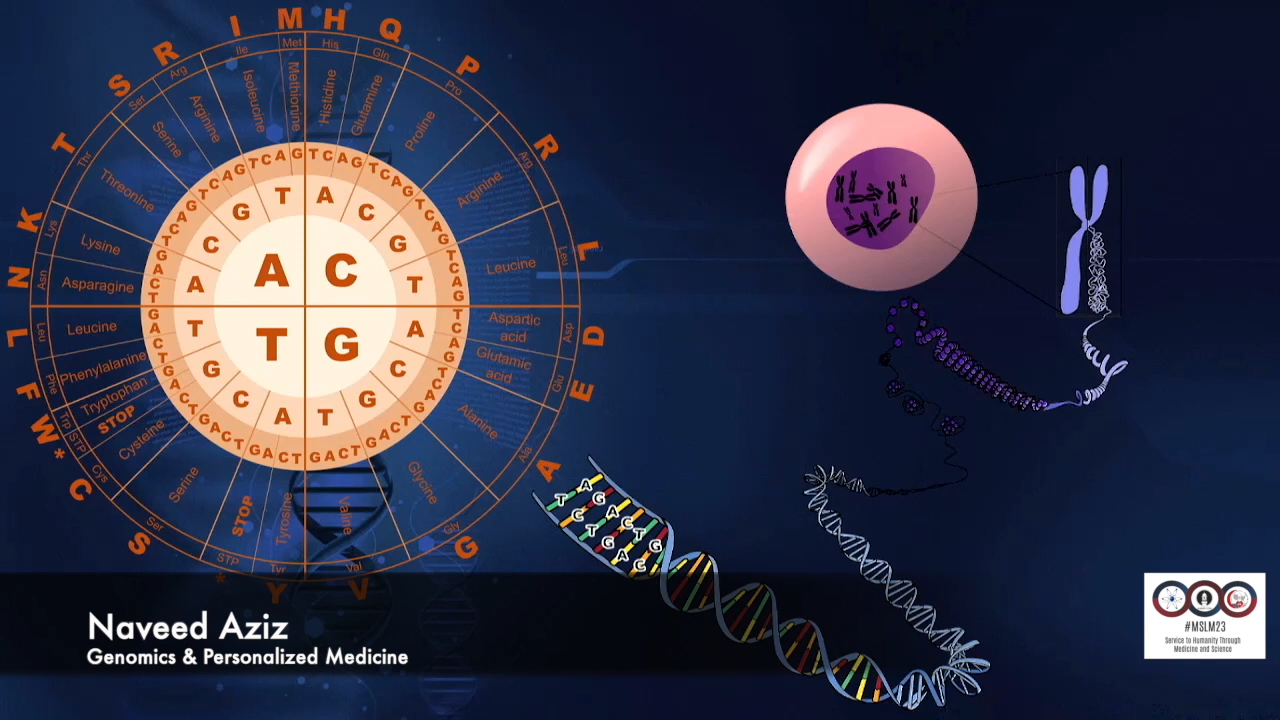 M H Q P R L D E A G V Y * S C * W F L N K T S R I
Met His Gln Pro Arg Leu Asp Glu Ala Gly Val Tyr STP Ser Cys STP Trp Phe Leu Asn Lys Thr Ser Arg Ile
Methionine
Histidine
Glutamine
Proline
Arginine
Leucine
Aspartic
acid
Glutamic
acid
Alanine
Glycine
Valine
Tyrosine
STOP
Serine
Cysteine
STOP
Tryptophan
Phenylalanine
Leucine
Asparagine
Lysine
Threonine
Serine
Arginine
Isoleucine
T C A G T C A G T C A G T C A G
T C A G T C A G T C A G T C A G
T C A G T C A G T C A G T C A G
T C A G T C A G T C A G T C A G
A C G T
A C G T
A C G T
A C G T
A C
T G
A G A C T G
T C T G A C
Naveed Aziz
Genomics & Personalized Medicine
#MSLM23
Service to Humanity Through
Medicine and Science